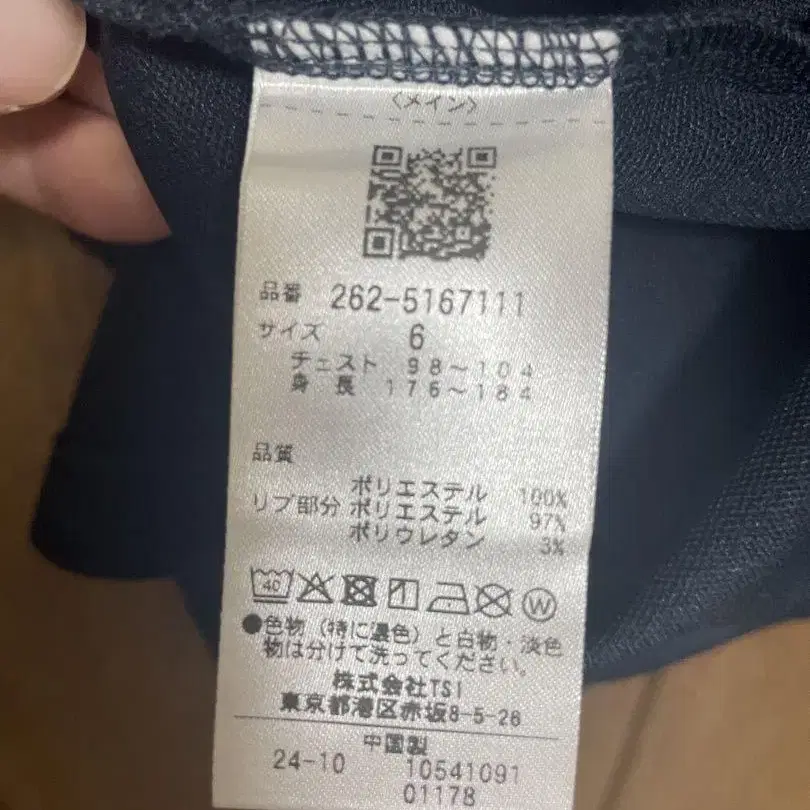 〈メイン〉
品番 262-5167111
サイズ 6
チェスト 98～104
身長 176～184
品質
ポリエステル 100%
リブ部分 ポリエステル 97%
ポリウレタン 3%
40
W
●色物（特に濃色）と白物・淡色
物は分けて洗ってください。
株式会社TSI
東京都港区赤坂8-5-26
中国製
24-10 10541091
01178